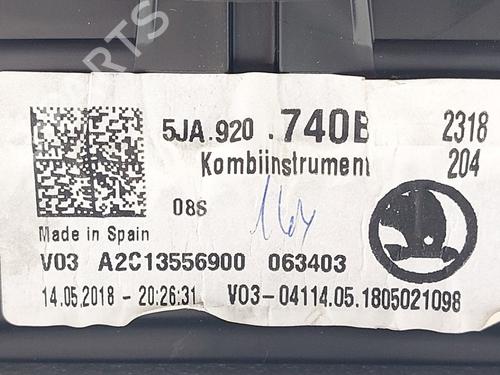 PARTS
5JA.920 .740B 2318
Kombiinstrument 204
08S
Made in Spain
V03 A2C13556900 063403
14.05.2018 - 20:26:31 V03-04114.05.1805021098